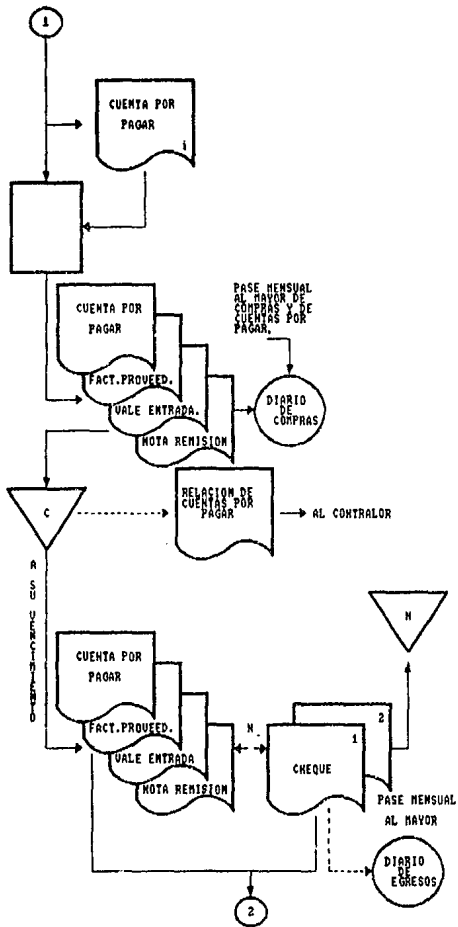 1
CUENTA POR
PAGAR
1
CUENTA POR
PAGAR
FACT.PROVEED.
VALE ENTRADA.
NOTA REMISION
PASE MENSUAL
AL MAYOR DE
COMPRAS Y DE
CUENTAS POR
PAGAR.
DIARIO
DE
COMPRAS
C
RELACION DE
CUENTAS POR
PAGAR
AL CONTRALOR
A SU VENCIMIENTO
N
CUENTA POR
PAGAR
FACT.PROVEED.
VALE ENTRADA
NOTA REMISION
N.
2
1
CHEQUE
PASE MENSUAL
AL MAYOR
DIARIO
DE
EGRESOS
2